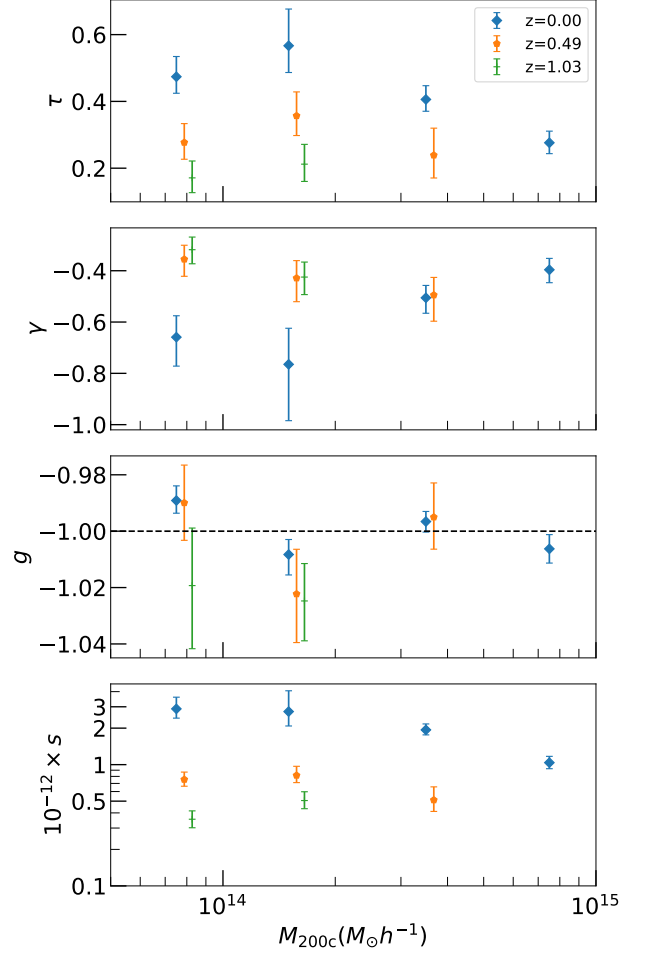 0.6
0.4
0.2
τ
z=0.00
z=0.49
z=1.03
−0.4
−0.6
−0.8
−1.0
γ
−0.98
−1.00
−1.02
−1.04
g
3
2
1
0.5
0.1
10⁻¹² × s
10¹⁴
10¹⁵
M₂₀₀c(M⊙h⁻¹)